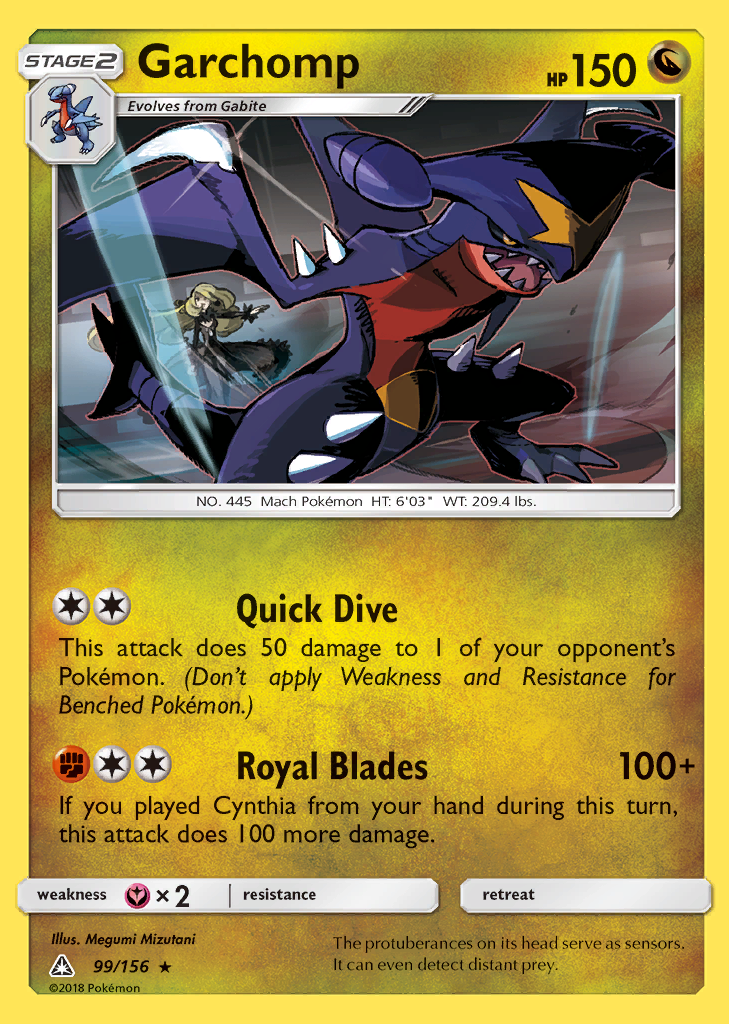 STAGE 2
Garchomp
HP 150
Evolves from Gabite
NO. 445 Mach Pokémon HT: 6'03" WT: 209.4 lbs.
Quick Dive
This attack does 50 damage to 1 of your opponent's
Pokémon. (Don't apply Weakness and Resistance for
Benched Pokémon.)
Royal Blades 100+
If you played Cynthia from your hand during this turn,
this attack does 100 more damage.
weakness × 2 resistance retreat
Illus. Megumi Mizutani
99/156 ★
©2018 Pokémon
The protuberances on its head serve as sensors.
It can even detect distant prey.